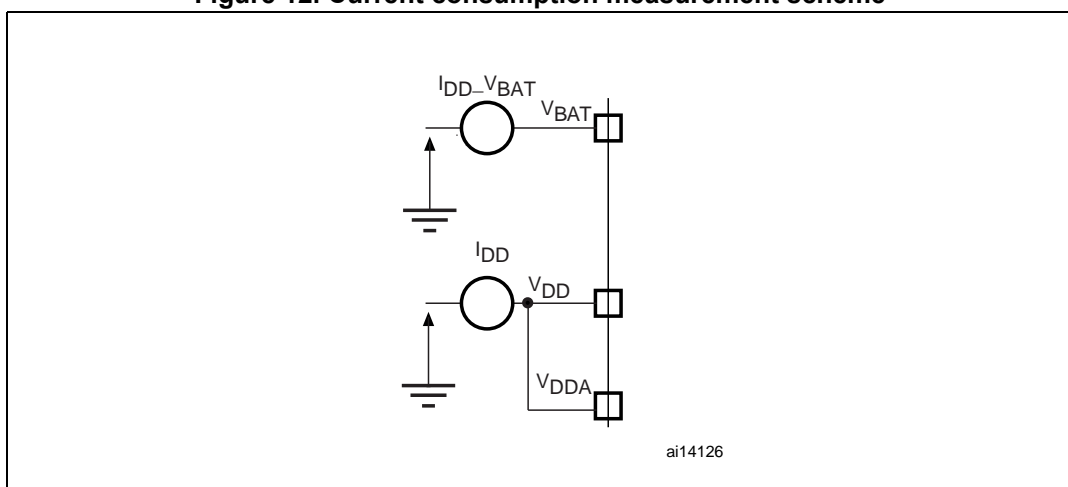 Figure 12. Current consumption measurement scheme
IDD_VBAT
VBAT
IDD
VDD
VDDA
ai14126